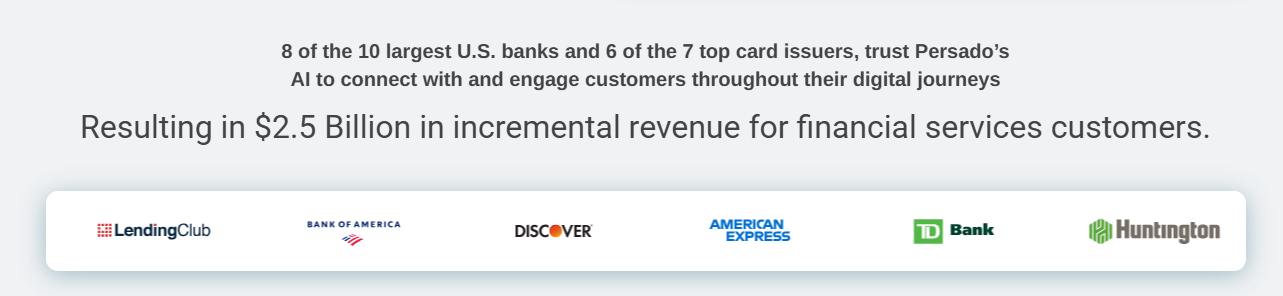 8 of the 10 largest U.S. banks and 6 of the 7 top card issuers, trust Persado’s
AI to connect with and engage customers throughout their digital journeys
Resulting in $2.5 Billion in incremental revenue for financial services customers.
LendingClub
BANK OF AMERICA
DISCOVER
AMERICAN
EXPRESS
TD Bank
Huntington